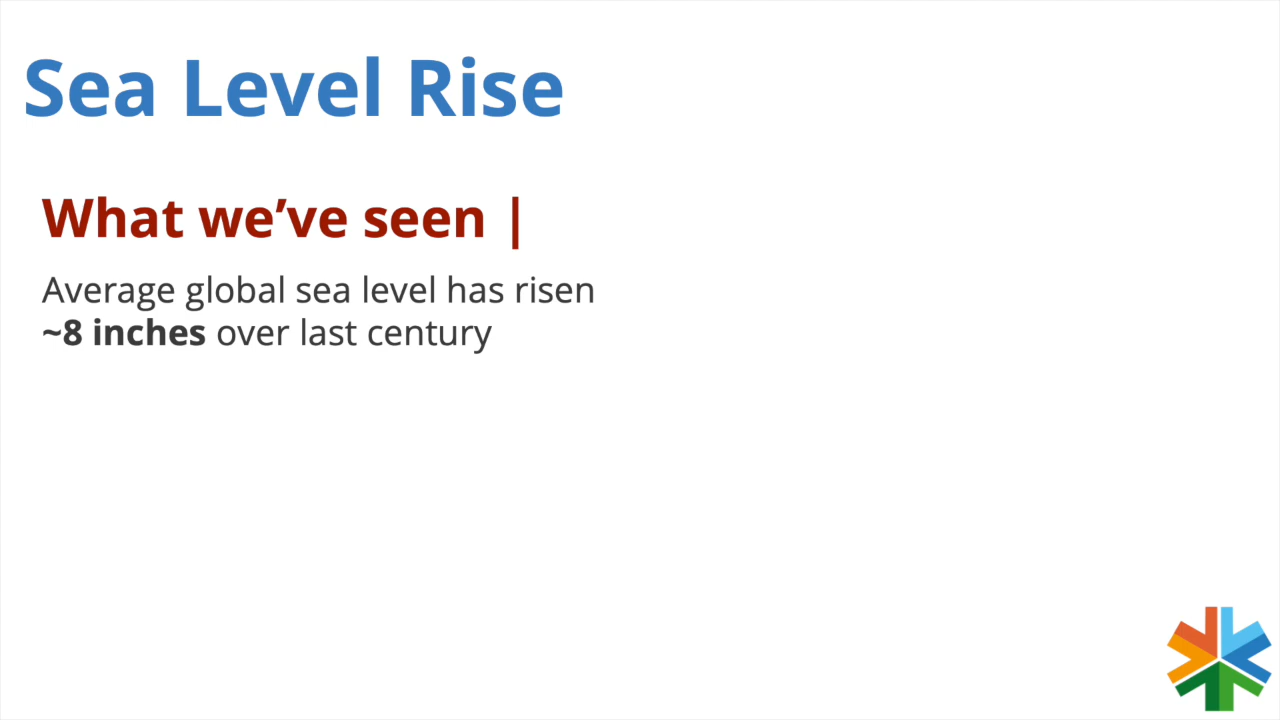 Sea Level Rise
What we’ve seen |
Average global sea level has risen
~8 inches over last century